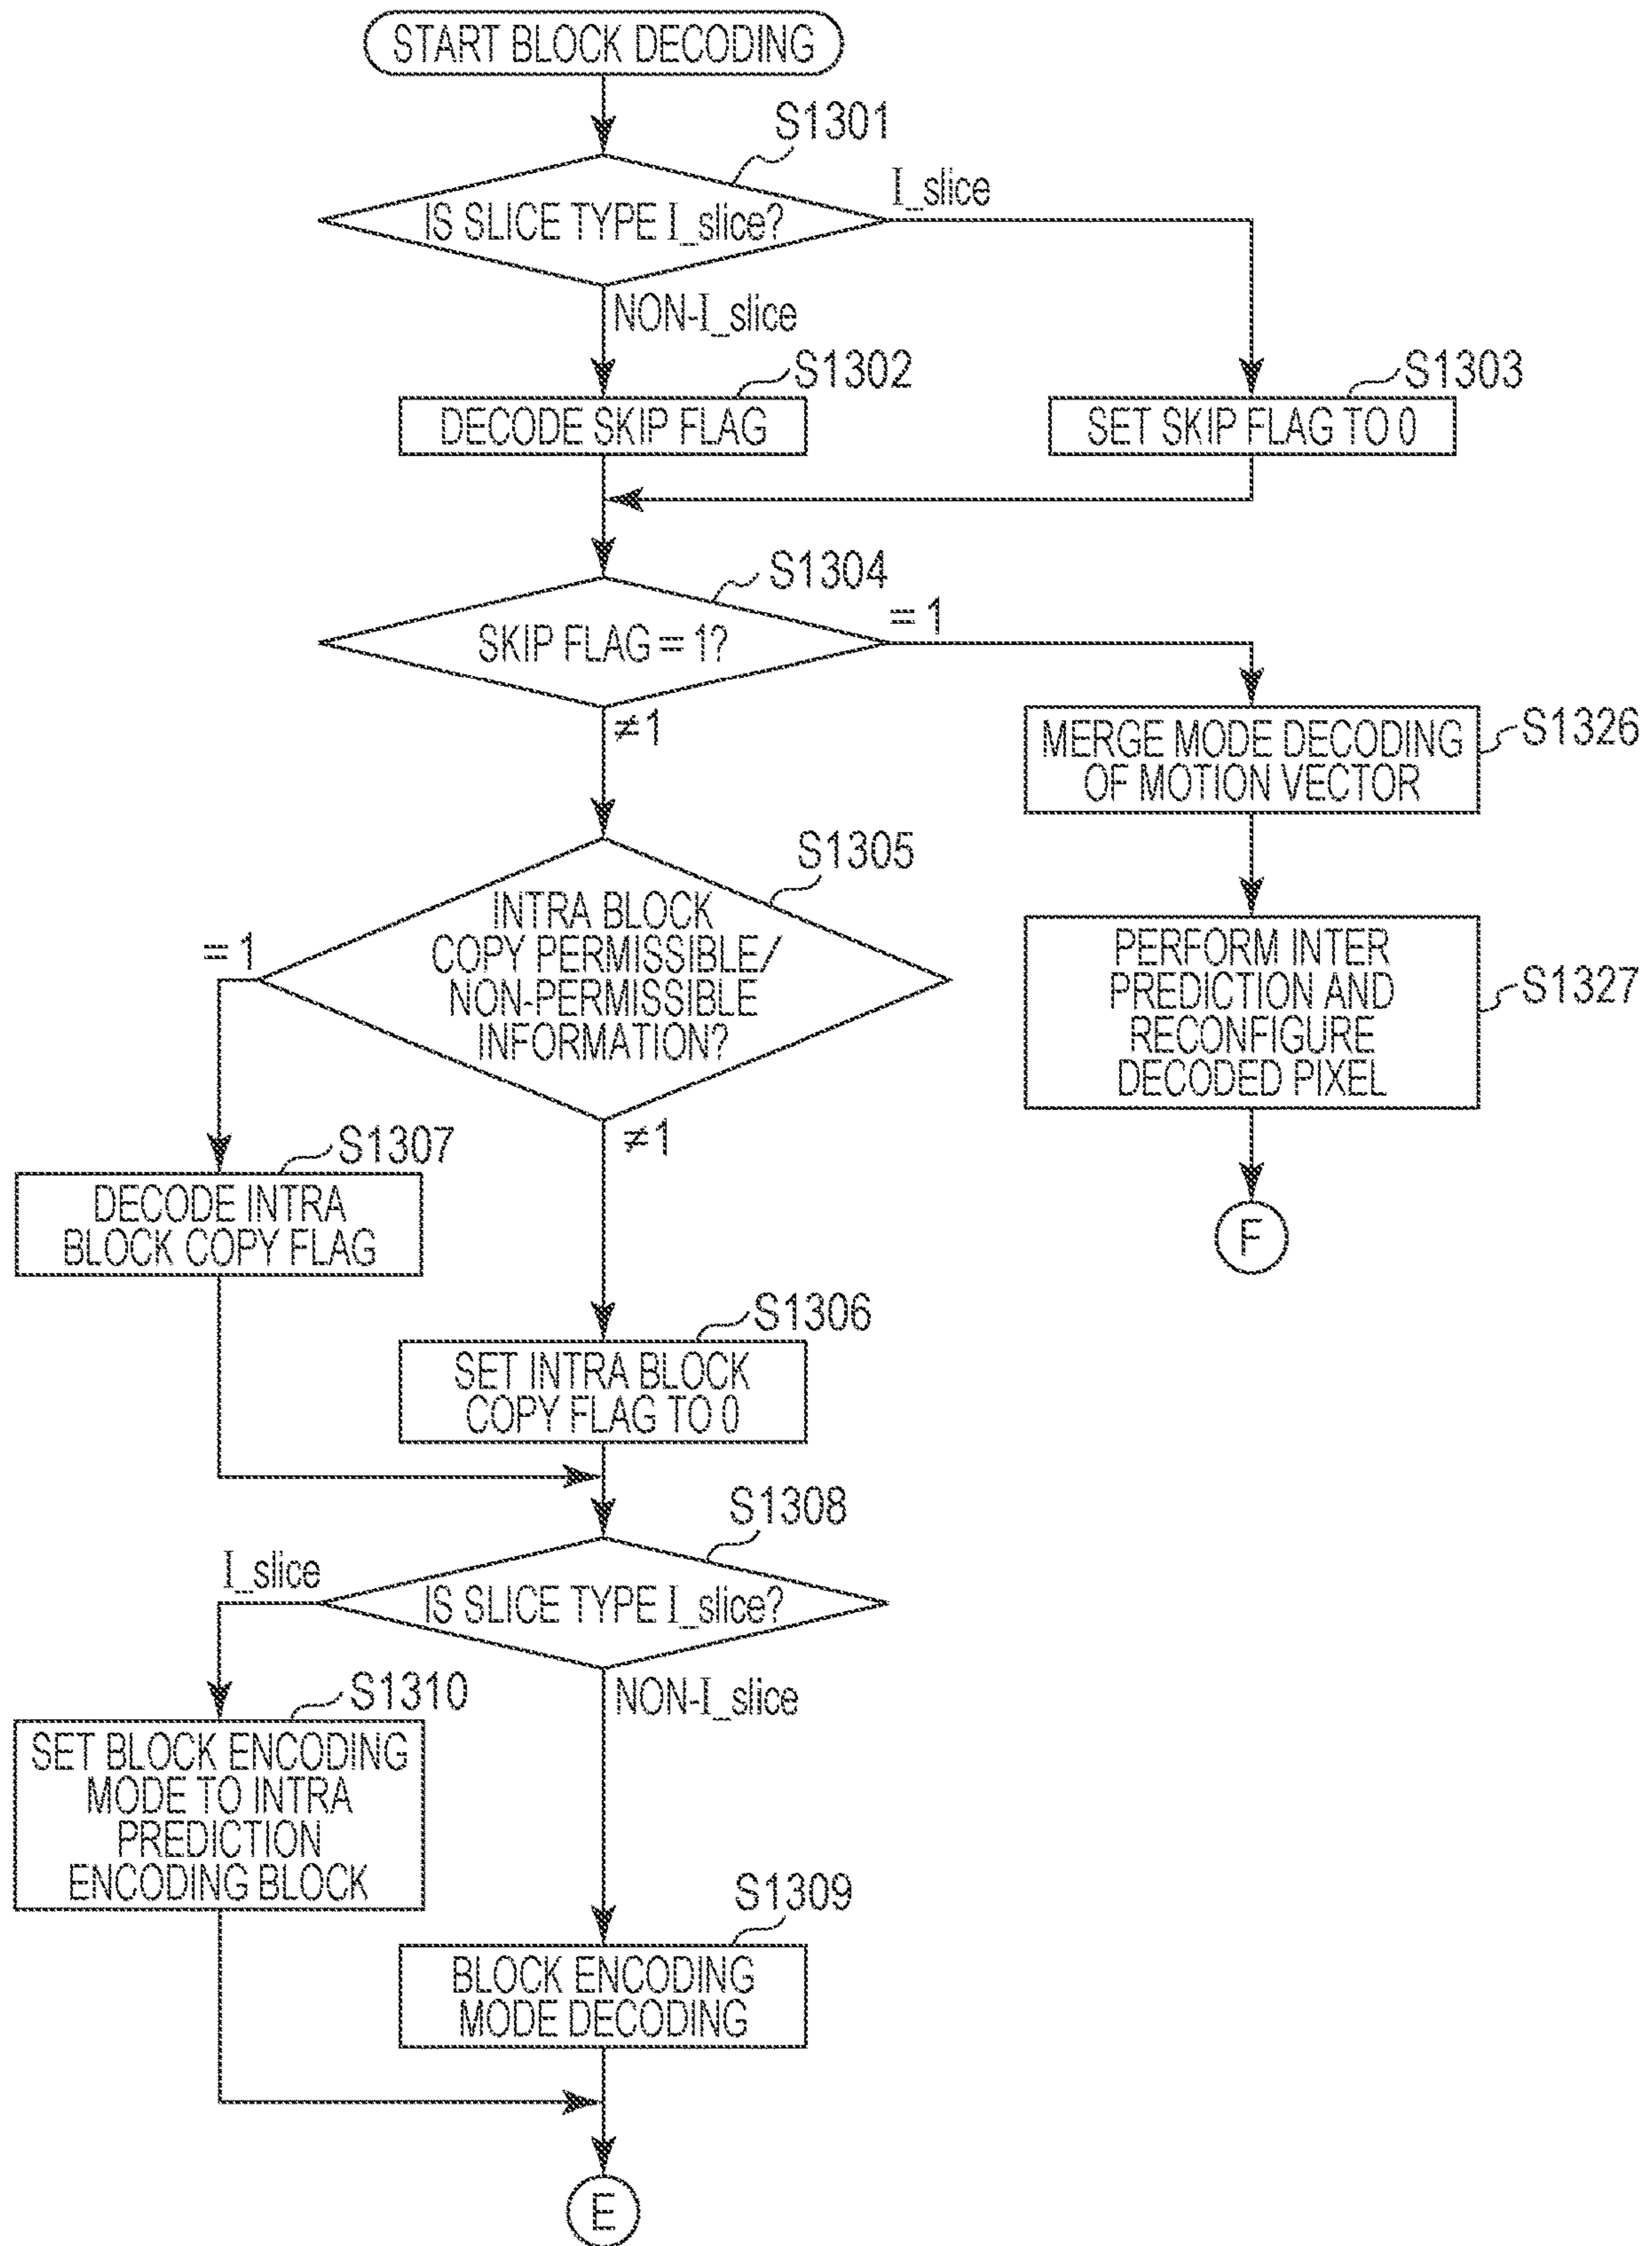 START BLOCK DECODING
S1301
IS SLICE TYPE I_slice?
I_slice
NON-I_slice
S1302
DECODE SKIP FLAG
S1303
SET SKIP FLAG TO 0
S1304
SKIP FLAG = 1?
= 1
≠1
MERGE MODE DECODING
OF MOTION VECTOR
S1326
S1305
INTRA BLOCK
COPY PERMISSIBLE/
NON-PERMISSIBLE
INFORMATION?
= 1
≠1
PERFORM INTER
PREDICTION AND
RECONFIGURE
DECODED PIXEL
S1327
F
S1307
DECODE INTRA
BLOCK COPY FLAG
S1306
SET INTRA BLOCK
COPY FLAG TO 0
S1308
IS SLICE TYPE I_slice?
I_slice
NON-I_slice
S1310
SET BLOCK ENCODING
MODE TO INTRA
PREDICTION
ENCODING BLOCK
S1309
BLOCK ENCODING
MODE DECODING
E